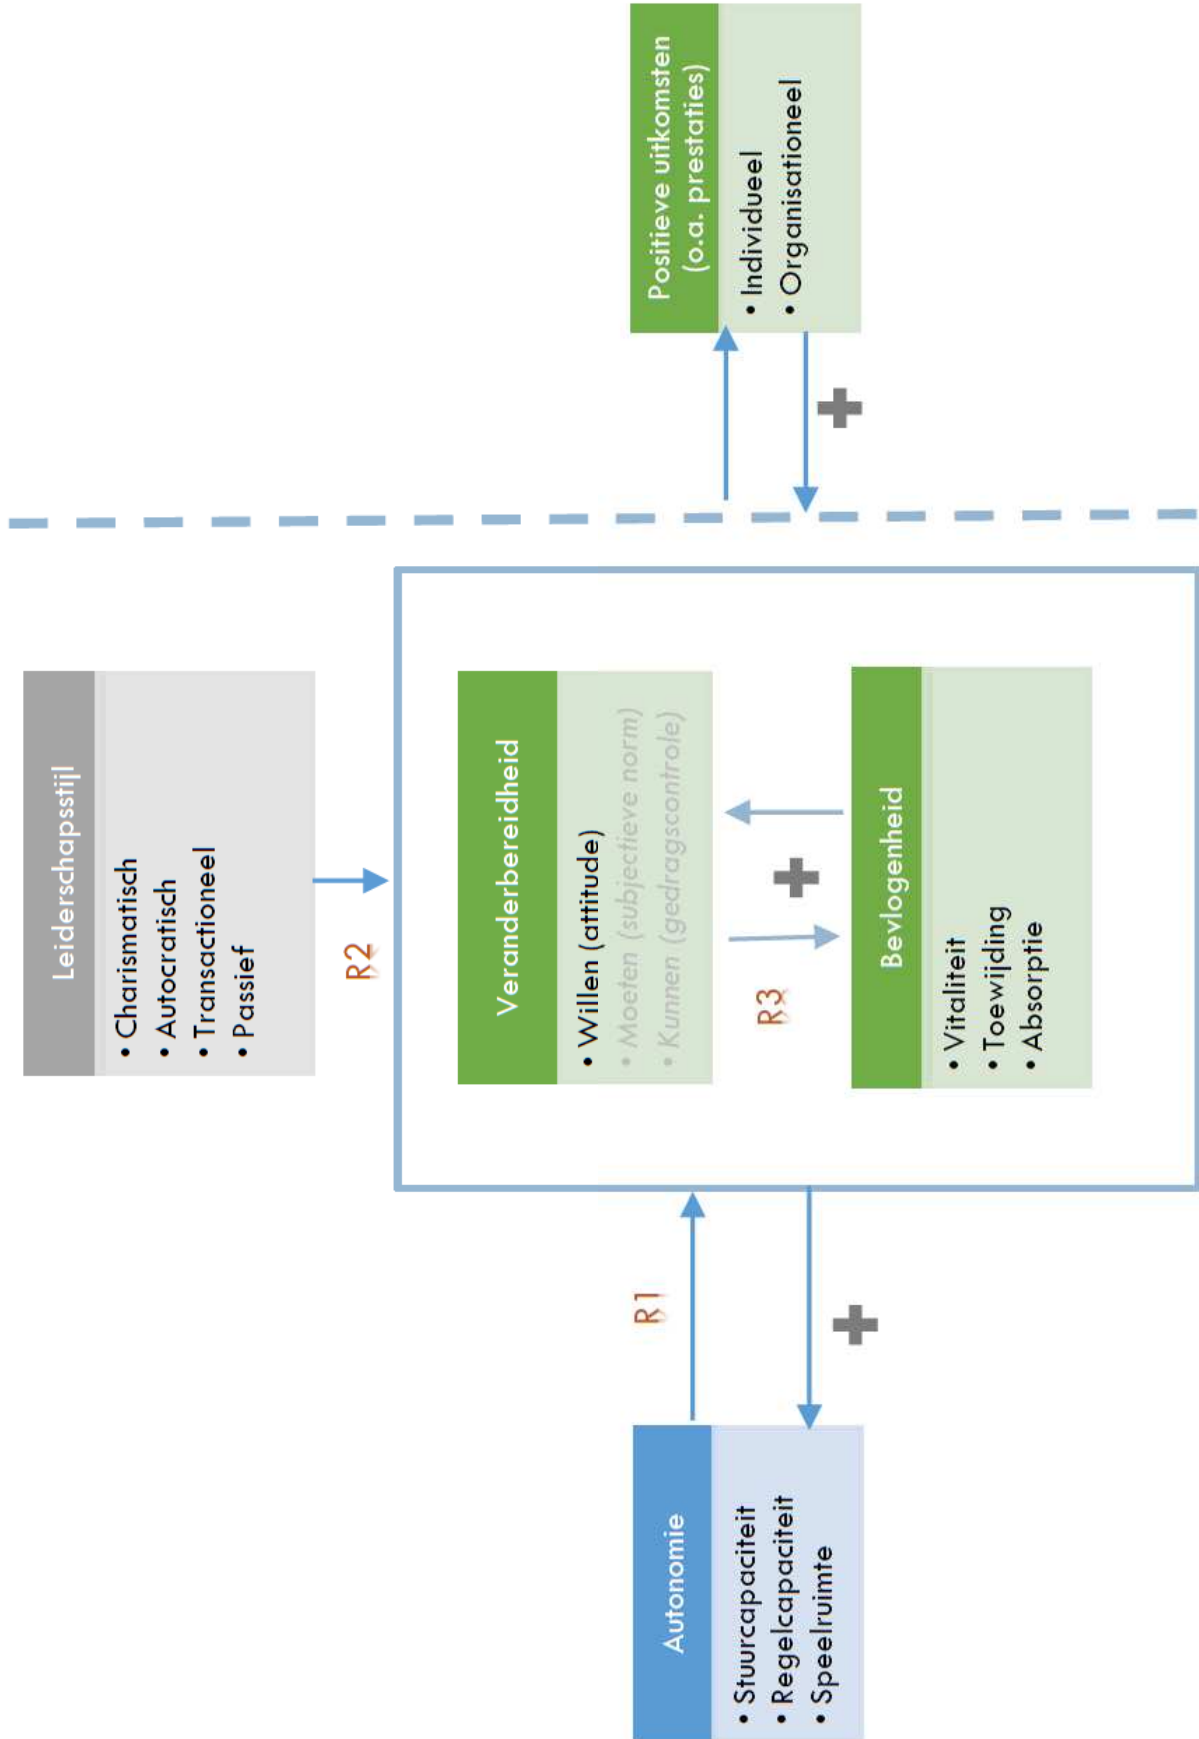 Leiderschapsstijl
• Charismatisch
• Autocratisch
• Transactioneel
• Passief
R2
Autonomie
• Stuurcapaciteit
• Regelcapaciteit
• Speelruimte
R1
Veranderbereidheid
• Willen (attitude)
• Moeten (subjectieve norm)
• Kunnen (gedragscontrole)
R3
Bevlogenheid
• Vitaliteit
• Toewijding
• Absorptie
Positieve uitkomsten
(o.a. prestaties)
• Individueel
• Organisationeel